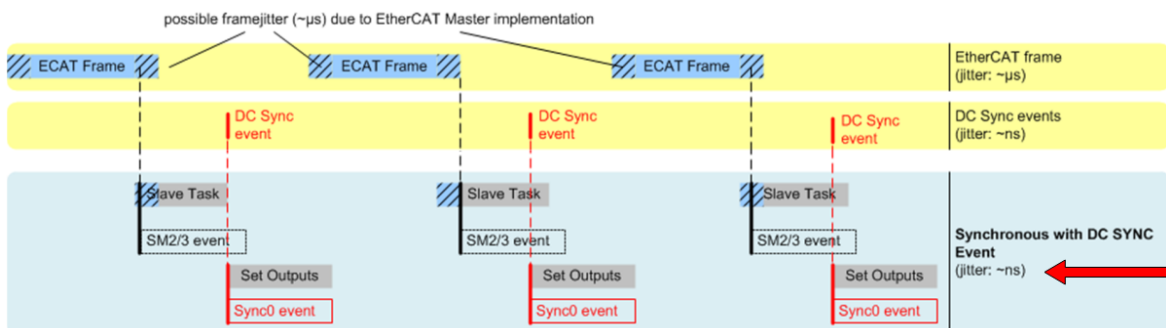 possible framejitter (~µs) due to EtherCAT Master implementation
ECAT Frame
ECAT Frame
ECAT Frame
EtherCAT frame
(jitter: ~µs)
DC Sync
event
DC Sync
event
DC Sync
event
DC Sync events
(jitter: ~ns)
Slave Task
Slave Task
Slave Task
SM2/3 event
SM2/3 event
SM2/3 event
Synchronous with DC SYNC
Event
(jitter: ~ns)
Set Outputs
Set Outputs
Set Outputs
Sync0 event
Sync0 event
Sync0 event